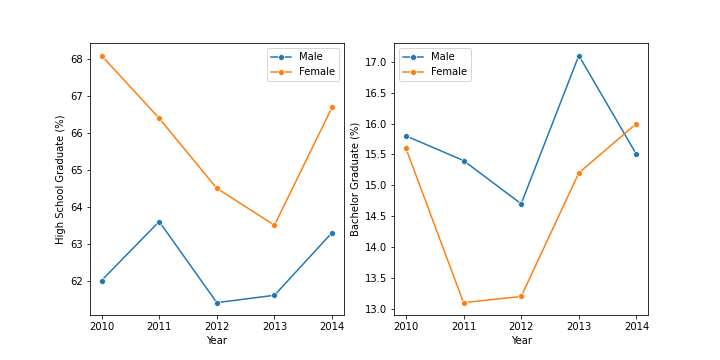 High School Graduate (%)
68
67
66
65
64
63
62
Male
Female
2010 2011 2012 2013 2014
Year
Bachelor Graduate (%)
17.0
16.5
16.0
15.5
15.0
14.5
14.0
13.5
13.0
Male
Female
2010 2011 2012 2013 2014
Year